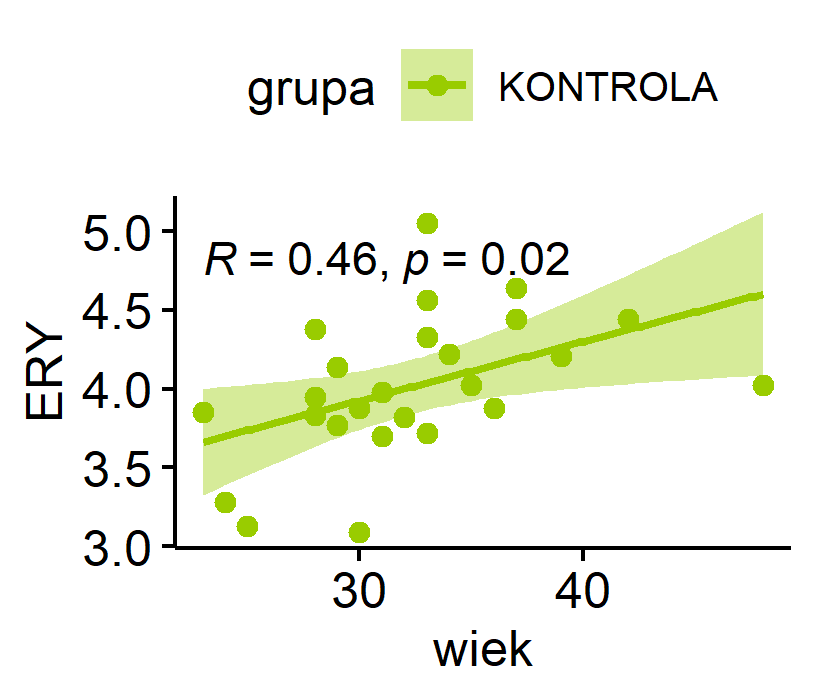 grupa KONTROLA
R = 0.46, p = 0.02
ERY
5.0
4.5
4.0
3.5
3.0
30 40
wiek